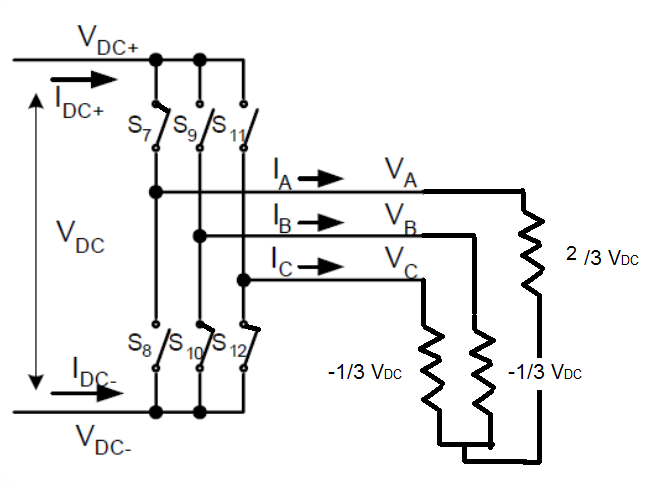 VDC+
IDC+
S7 S9 S11
IA VA
IB VB
VDC
2/3 VDC
IC VC
S8 S10 S12
IDC-
-1/3 VDC
-1/3 VDC
VDC-